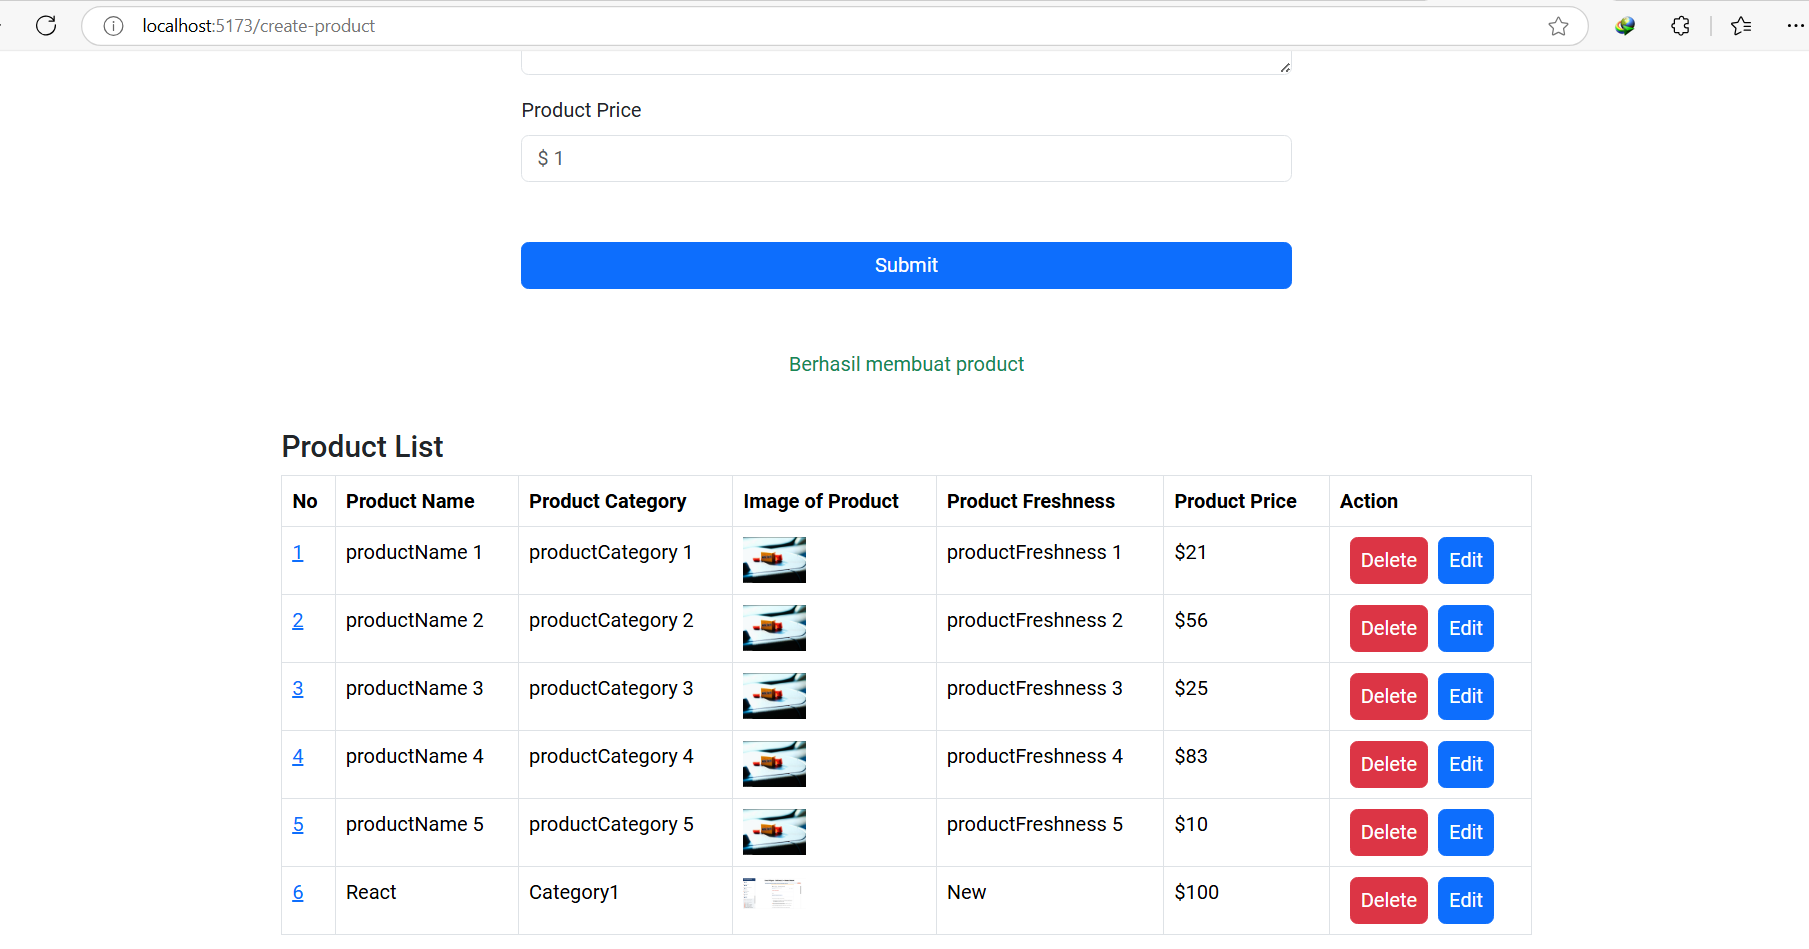 localhost:5173/create-product
Product Price
$ 1
Submit
Berhasil membuat product
Product List
No Product Name Product Category Image of Product Product Freshness Product Price Action
1 productName 1 productCategory 1 productFreshness 1 $21 Delete Edit
2 productName 2 productCategory 2 productFreshness 2 $56 Delete Edit
3 productName 3 productCategory 3 productFreshness 3 $25 Delete Edit
4 productName 4 productCategory 4 productFreshness 4 $83 Delete Edit
5 productName 5 productCategory 5 productFreshness 5 $10 Delete Edit
6 React Category1 New $100 Delete Edit